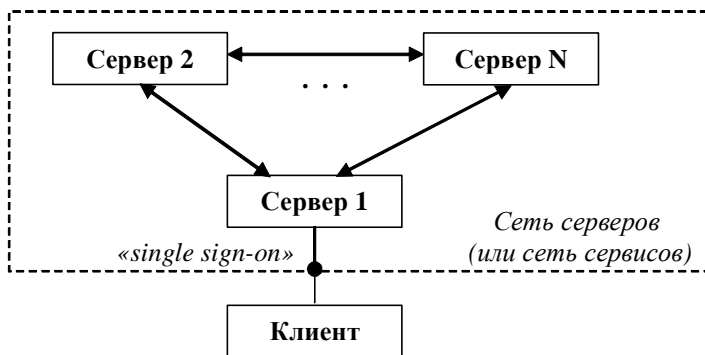 Сервер 2
Сервер N
. . .
Сервер 1
«single sign-on»
Сеть серверов
(или сеть сервисов)
Клиент